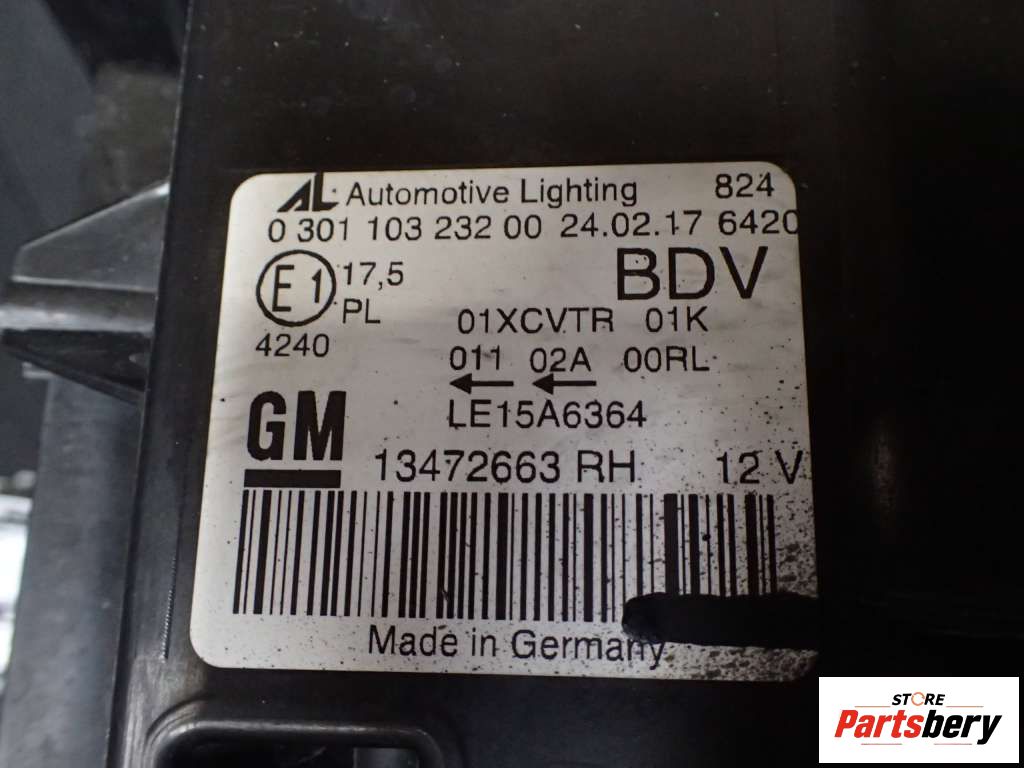 AL Automotive Lighting 824
0 301 103 232 00 24.02.17 6420
E1 17,5 BDV
PL 01XCVTR 01K
4240 011 02A 00RL
LE15A6364
GM 13472663 RH 12 V
Made in Germany
STORE
Partsbery